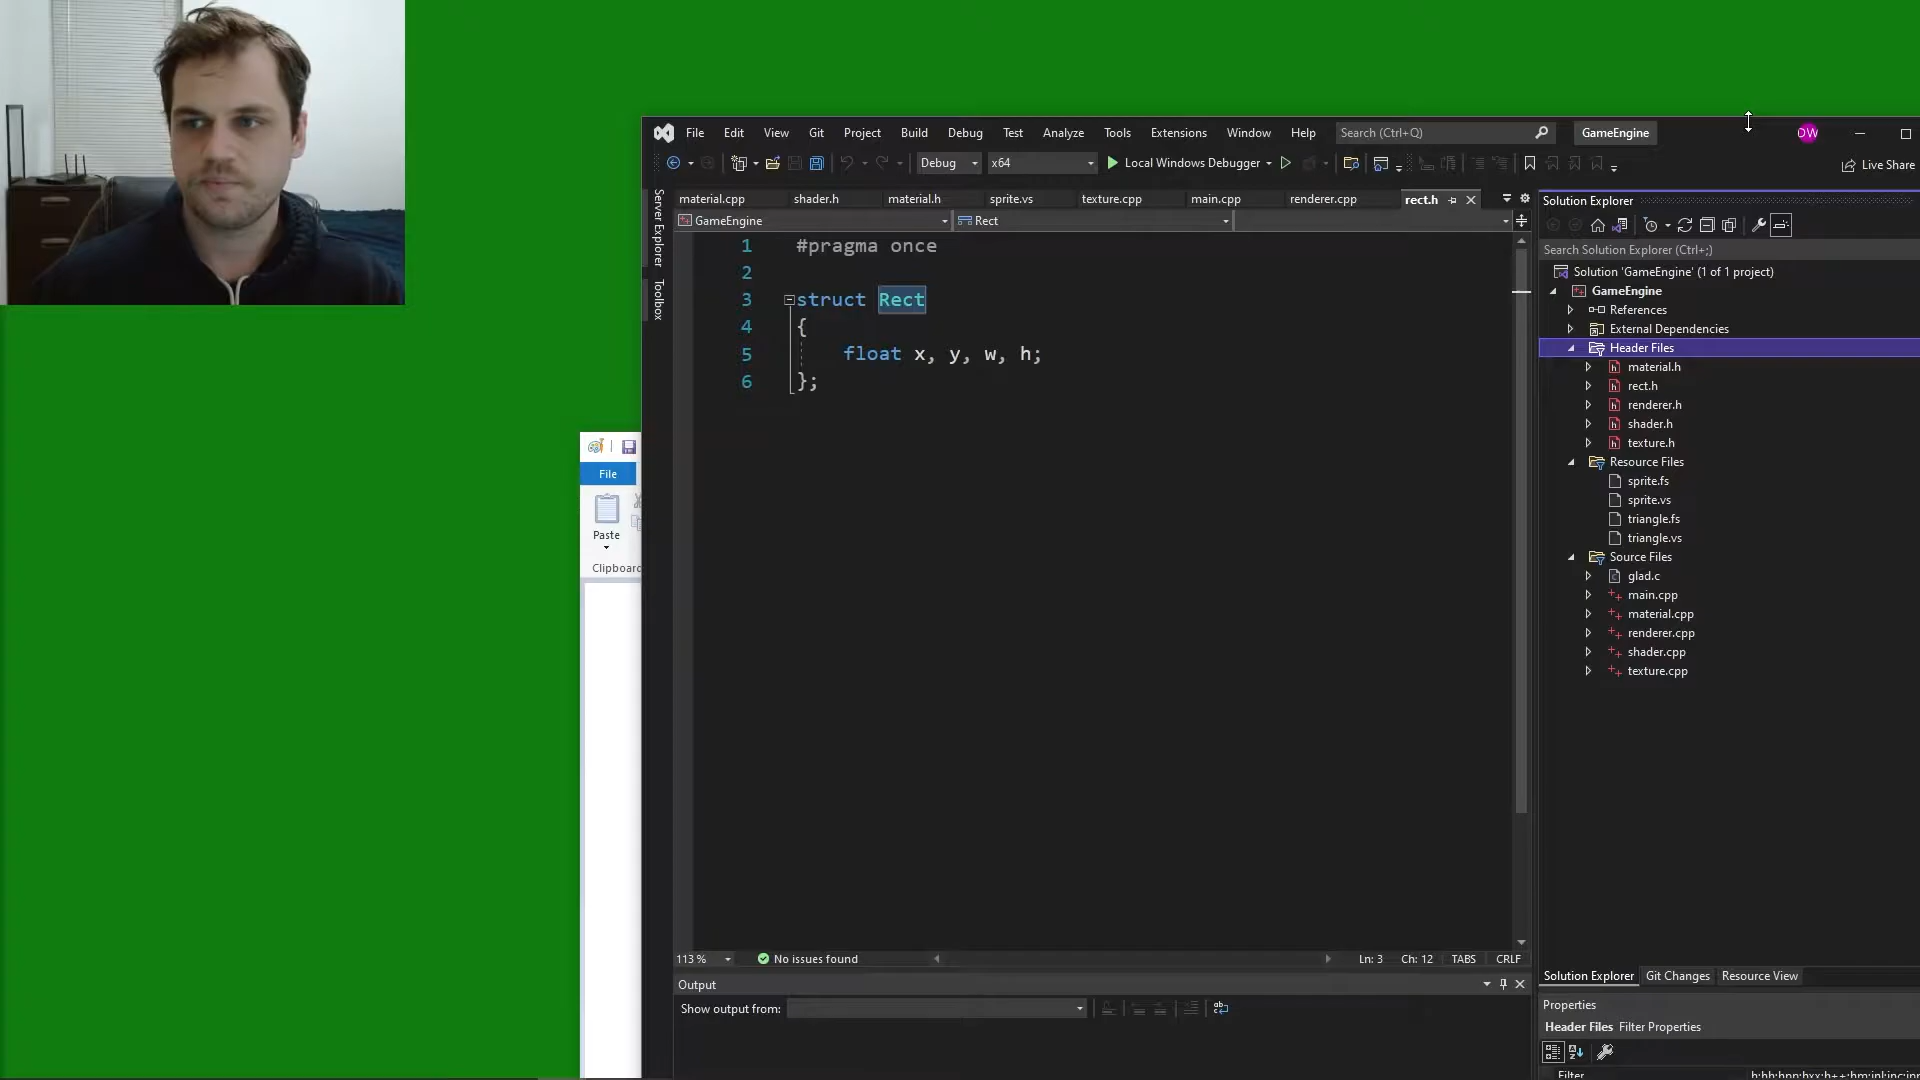 File Edit View Git Project Build Debug Test Analyze Tools Extensions Window Help Search (Ctrl+Q) GameEngine DW
Debug x64 Local Windows Debugger Live Share
Server Explorer
Toolbox
material.cpp shader.h material.h sprite.vs texture.cpp main.cpp renderer.cpp rect.h
GameEngine Rect
1 #pragma once
2
3 struct Rect
4 {
5 float x, y, w, h;
6 };
113 % No issues found Ln: 3 Ch: 12 TABS CRLF
Output
Show output from:
Solution Explorer
Search Solution Explorer (Ctrl+;)
Solution 'GameEngine' (1 of 1 project)
GameEngine
References
External Dependencies
Header Files
material.h
rect.h
renderer.h
shader.h
texture.h
Resource Files
sprite.fs
sprite.vs
triangle.fs
triangle.vs
Source Files
glad.c
main.cpp
material.cpp
renderer.cpp
shader.cpp
texture.cpp
Solution Explorer Git Changes Resource View
Properties
Header Files Filter Properties
Filter
File
Paste
Clipboard